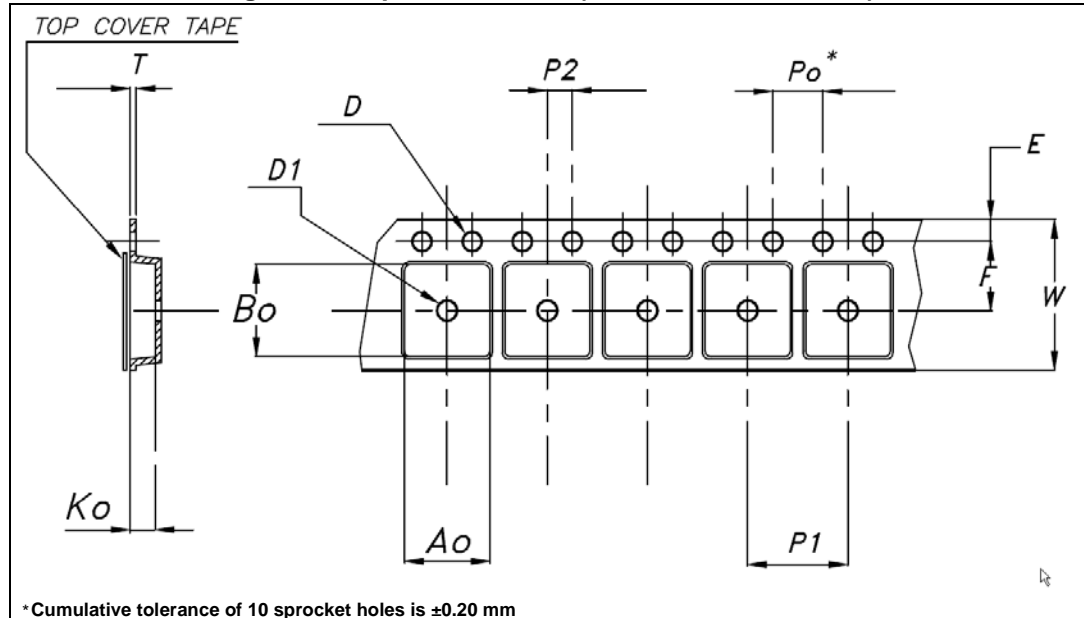 TOP COVER TAPE
T
P2
Po*
D
E
D1
F
W
Bo
Ko
Ao
P1
*Cumulative tolerance of 10 sprocket holes is ±0.20 mm